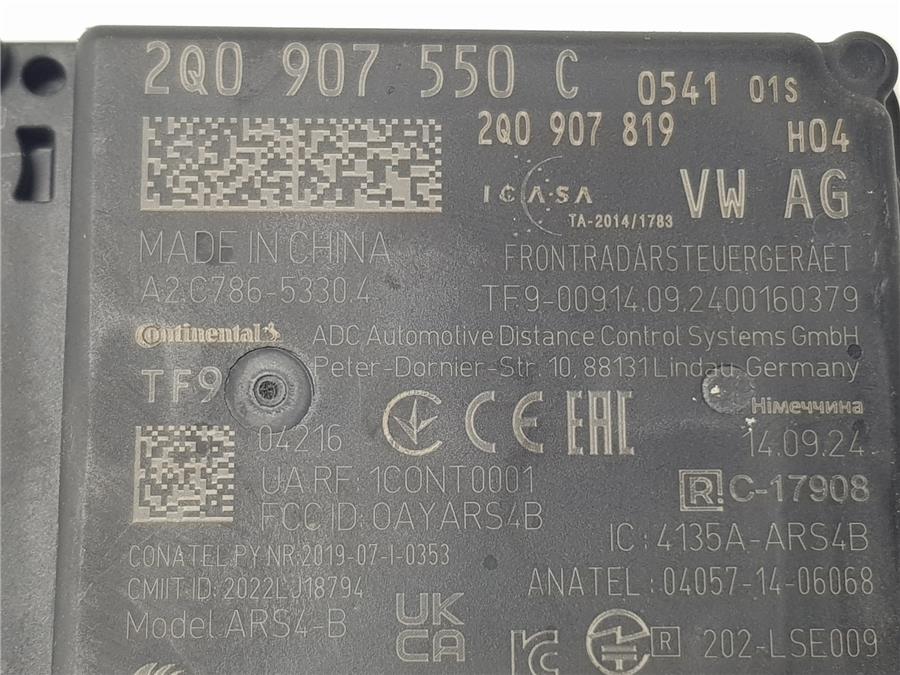 2Q0 907 550 C 0541 01S
2Q0 907 819 H04
ICASA VW AG
TA-2014/1783
MADE IN CHINA FRONTRADARSTEUERGERAET
A2C786-5330.4 TF9-00914.09.2400160379
Continental ADC Automotive Distance Control Systems GmbH
TF9 Peter-Dornier-Str. 10, 88131 Lindau, Germany
Німеччина
04216 CE EAC 14.09.24
UA RF: 1CONT0001 R! C-17908
FCC ID: OAYARS4B
IC: 4135A-ARS4B
CONATEL.PY NR:2019-07-I-0353
CMIIT ID: 2022LJ18794 ANATEL: 04057-14-06068
Model ARS4-B UK
CA R 202-LSE009